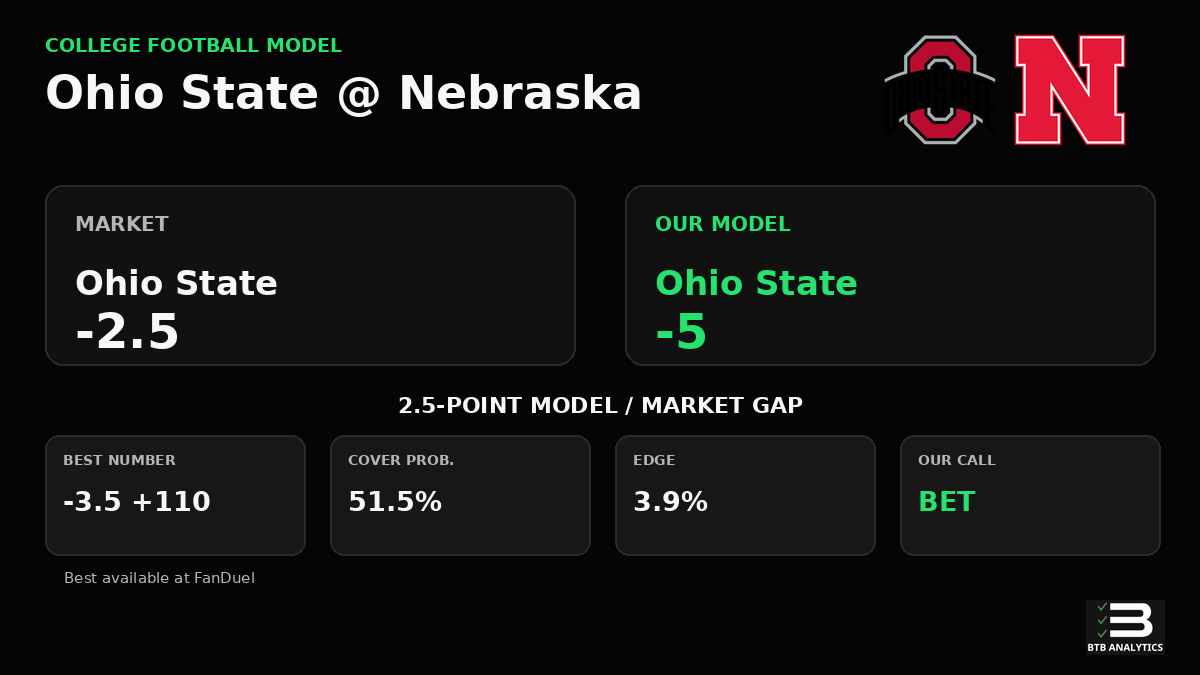 COLLEGE FOOTBALL MODEL
Ohio State @ Nebraska
OHIO STATE
N
MARKET
Ohio State
-2.5
OUR MODEL
Ohio State
-5
2.5-POINT MODEL / MARKET GAP
BEST NUMBER
-3.5 +110
COVER PROB.
51.5%
EDGE
3.9%
OUR CALL
BET
Best available at FanDuel
B
BTB ANALYTICS